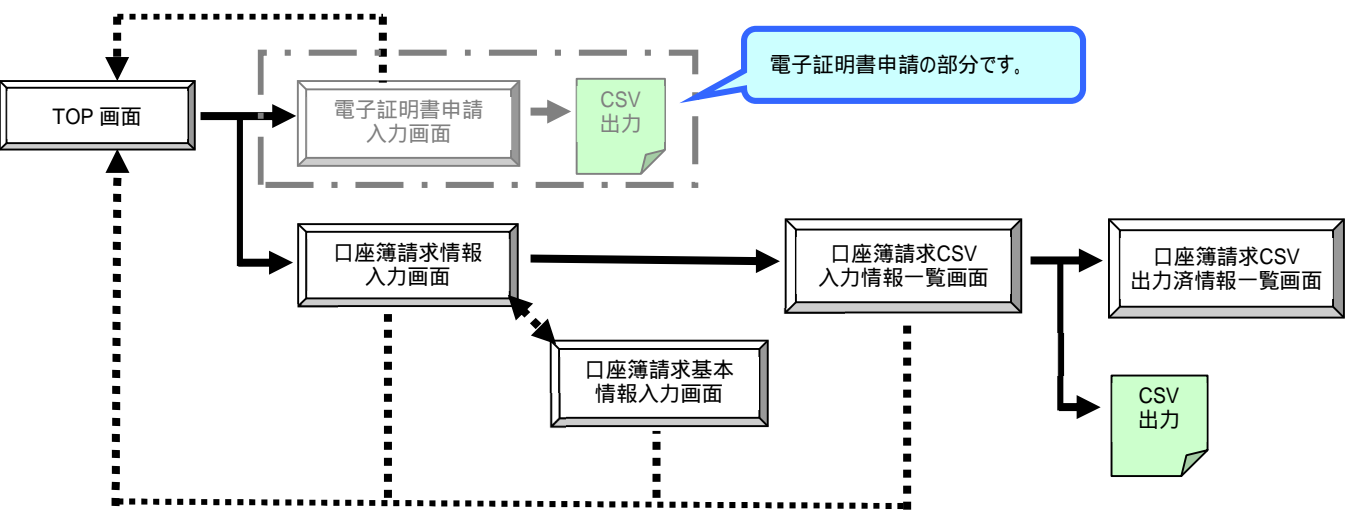 電子証明書申請の部分です。
TOP 画面
電子証明書申請
入力画面
CSV
出力
口座簿請求情報
入力画面
口座簿請求CSV
入力情報一覧画面
口座簿請求CSV
出力済情報一覧画面
口座簿請求基本
情報入力画面
CSV
出力